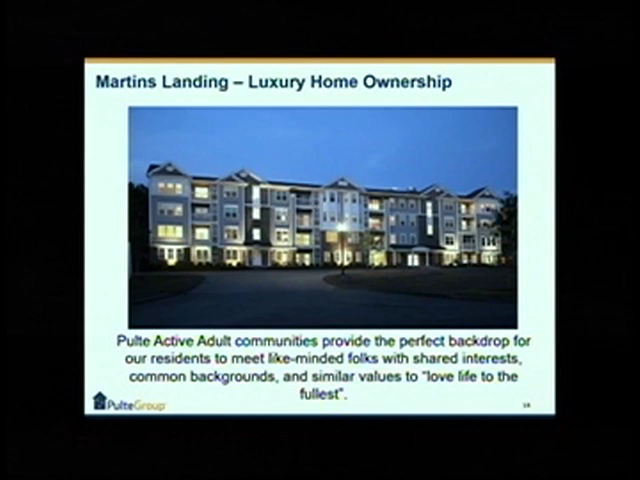 Martins Landing – Luxury Home Ownership
Pulte Active Adult communities provide the perfect backdrop for
our residents to meet like-minded folks with shared interests,
common backgrounds, and similar values to “love life to the
fullest”.
PulteGroup